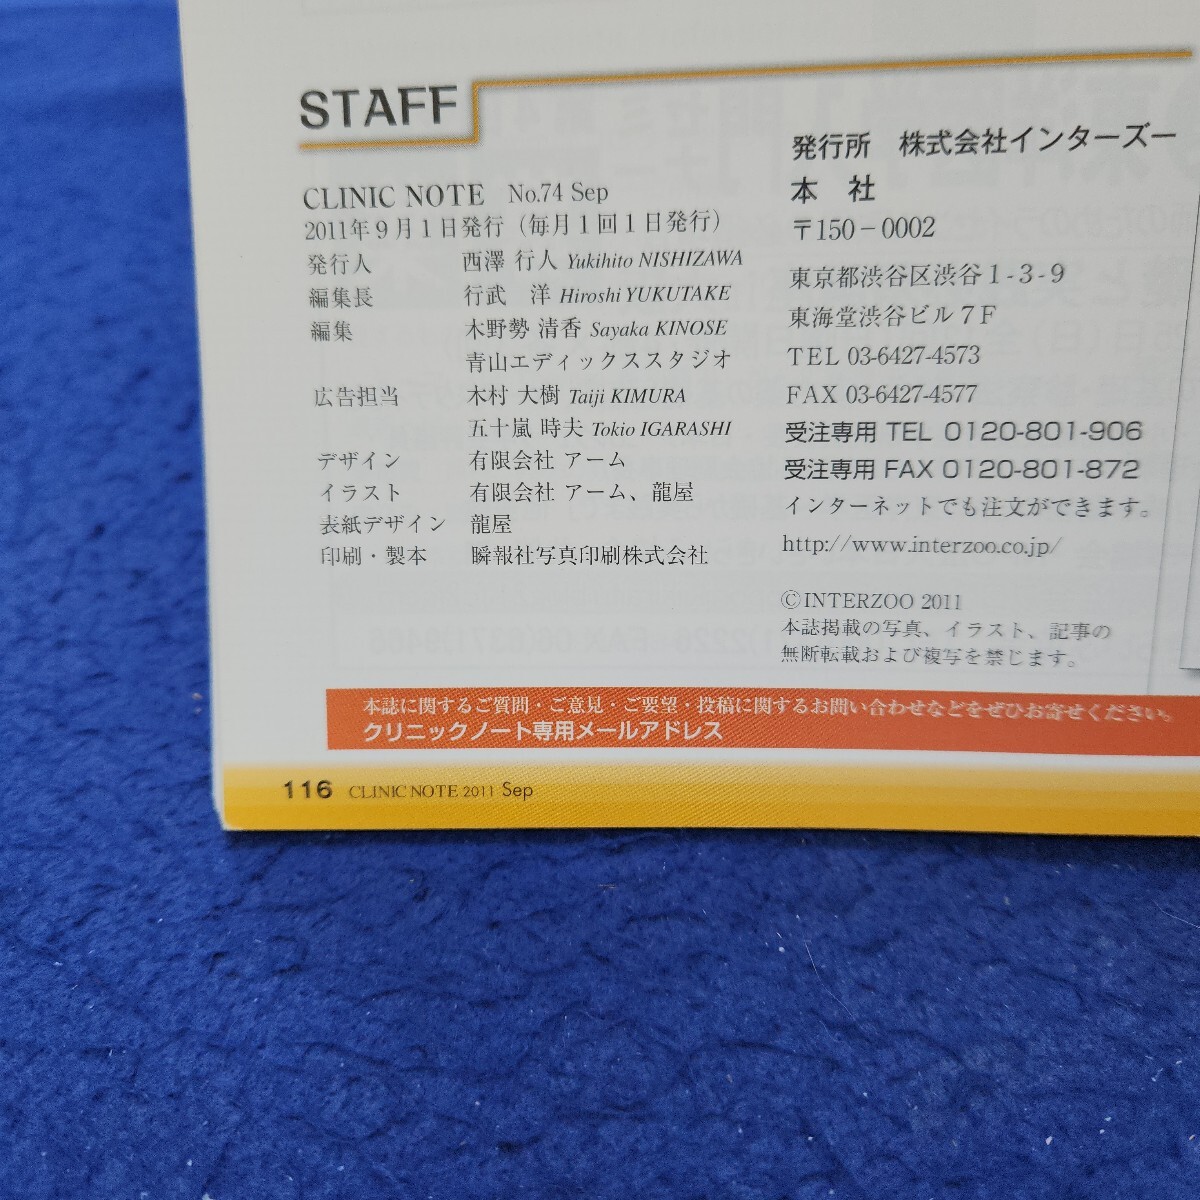 STAFF
CLINIC NOTE No.74 Sep
2011年9月1日発行（毎月1回1日発行）
発行人 西澤 行人 Yukihito NISHIZAWA
編集長 行武 洋 Hiroshi YUKUTAKE
編集 木野勢 清香 Sayaka KINOSE
青山エディックススタジオ
広告担当 木村 大樹 Taiji KIMURA
五十嵐 時夫 Tokio IGARASHI
デザイン 有限会社 アーム
イラスト 有限会社 アーム、龍屋
表紙デザイン 龍屋
印刷・製本 瞬報社写真印刷株式会社
発行所 株式会社インターズー
本 社
〒150－0002
東京都渋谷区渋谷1-3-9
東海堂渋谷ビル7F
TEL 03-6427-4573
FAX 03-6427-4577
受注専用 TEL 0120-801-906
受注専用 FAX 0120-801-872
インターネットでも注文ができます。
http://www.interzoo.co.jp/
©INTERZOO 2011
本誌掲載の写真、イラスト、記事の
無断転載および複写を禁じます。
本誌に関するご質問・ご意見・ご要望・投稿に関するお問い合わせなどをぜひお寄せください。
クリニックノート専用メールアドレス
116 CLINIC NOTE 2011 Sep